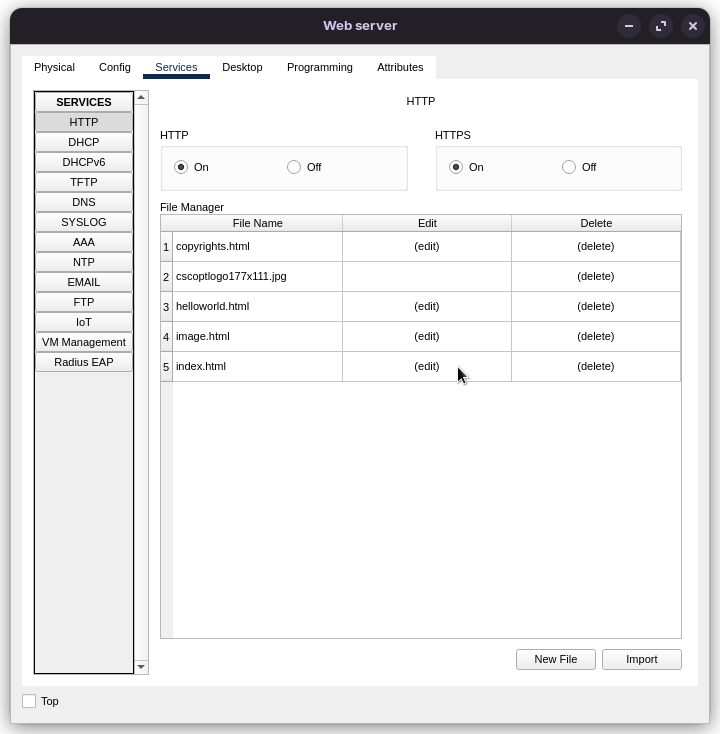 Web server
Physical Config Services Desktop Programming Attributes
SERVICES
HTTP
DHCP
DHCPv6
TFTP
DNS
SYSLOG
AAA
NTP
EMAIL
FTP
IoT
VM Management
Radius EAP
HTTP
HTTP HTTPS
On Off On Off
File Manager
File Name Edit Delete
1 copyrights.html (edit) (delete)
2 cscoptlogo177x111.jpg (delete)
3 helloworld.html (edit) (delete)
4 image.html (edit) (delete)
5 index.html (edit) (delete)
New File Import
Top